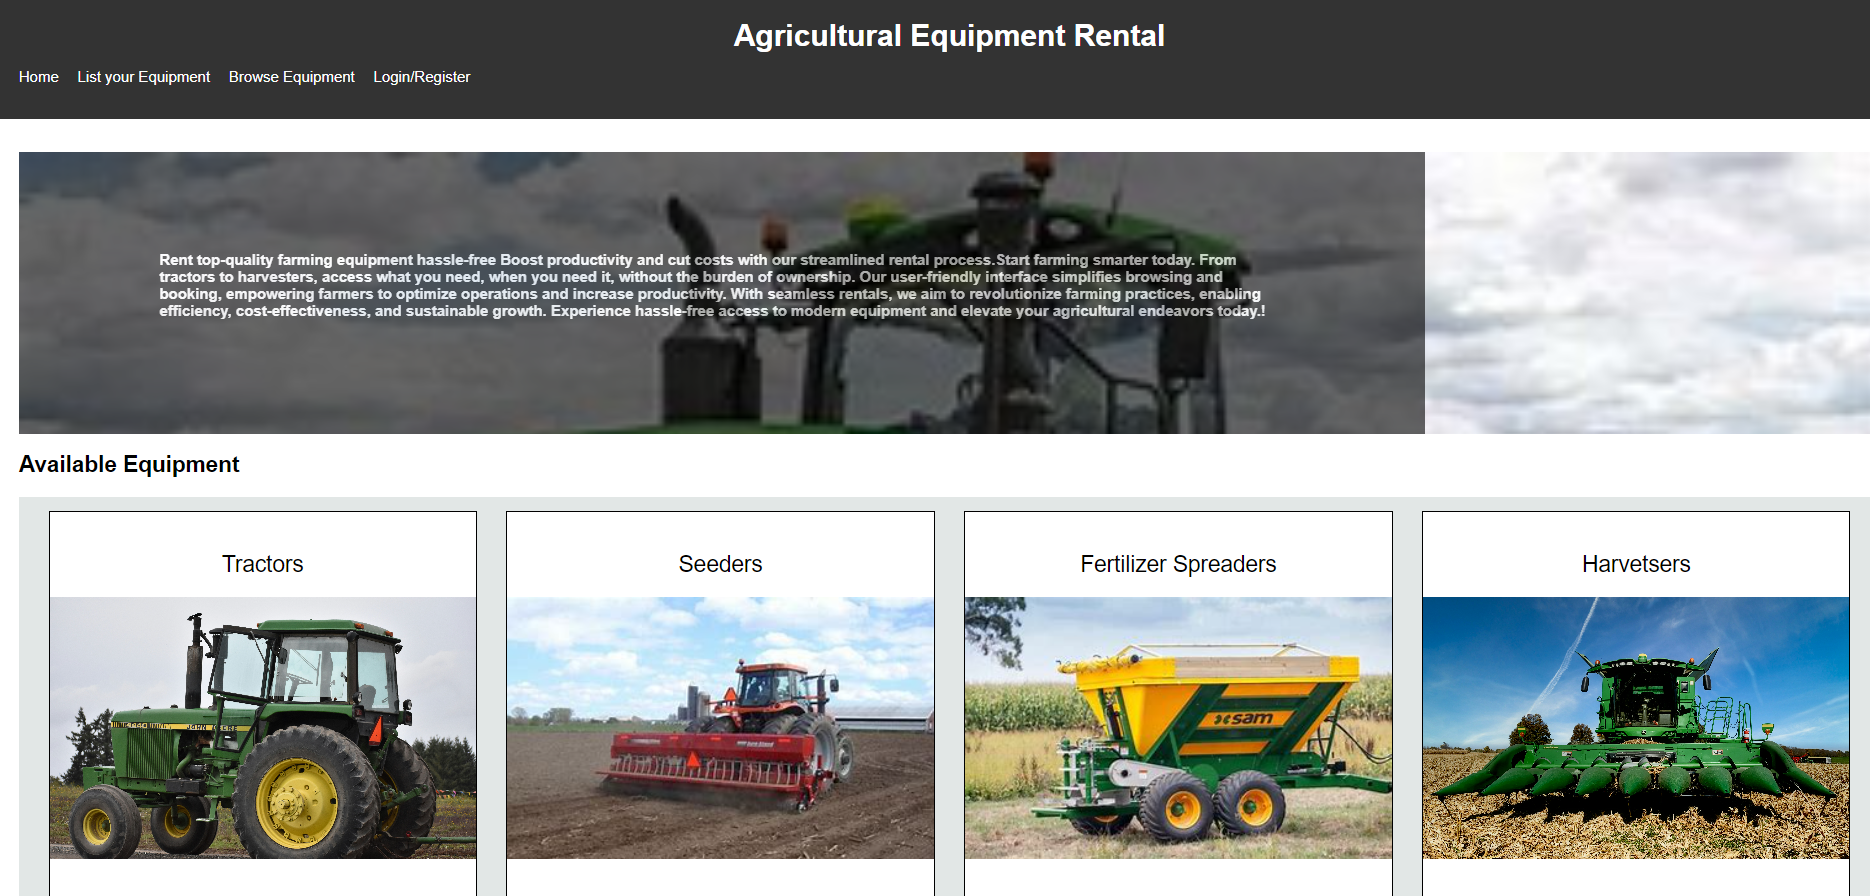 Agricultural Equipment Rental
Home List your Equipment Browse Equipment Login/Register
Rent top-quality farming equipment hassle-free Boost productivity and cut costs with our streamlined rental process.Start farming smarter today. From
tractors to harvesters, access what you need, when you need it, without the burden of ownership. Our user-friendly interface simplifies browsing and
booking, empowering farmers to optimize operations and increase productivity. With seamless rentals, we aim to revolutionize farming practices, enabling
efficiency, cost-effectiveness, and sustainable growth. Experience hassle-free access to modern equipment and elevate your agricultural endeavors today.!
Available Equipment
Tractors
Seeders
Fertilizer Spreaders
Harvetsers
JOHN DEERE
sam